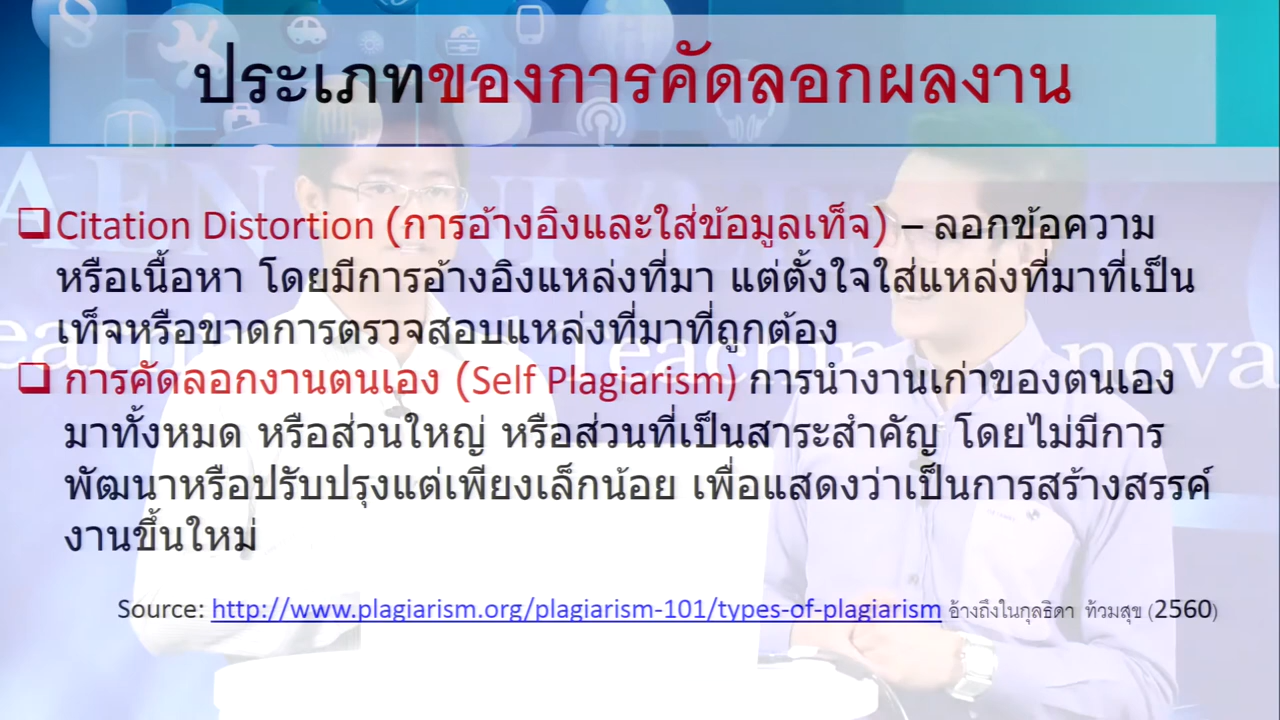 ประเภทของการคัดลอกผลงาน
❑Citation Distortion (การอ้างอิงและใส่ข้อมูลเท็จ) – ลอกข้อความ
หรือเนื้อหา โดยมีการอ้างอิงแหล่งที่มา แต่ตั้งใจใส่แหล่งที่มาที่เป็น
เท็จหรือขาดการตรวจสอบแหล่งที่มาที่ถูกต้อง
❑ การคัดลอกงานตนเอง (Self Plagiarism) การนำงานเก่าของตนเอง
มาทั้งหมด หรือส่วนใหญ่ หรือส่วนที่เป็นสาระสำคัญ โดยไม่มีการ
พัฒนาหรือปรับปรุงแต่เพียงเล็กน้อย เพื่อแสดงว่าเป็นการสร้างสรรค์
งานขึ้นใหม่
Source: http://www.plagiarism.org/plagiarism-101/types-of-plagiarism อ้างถึงในกุลธิดา ท้วมสุข (2560)